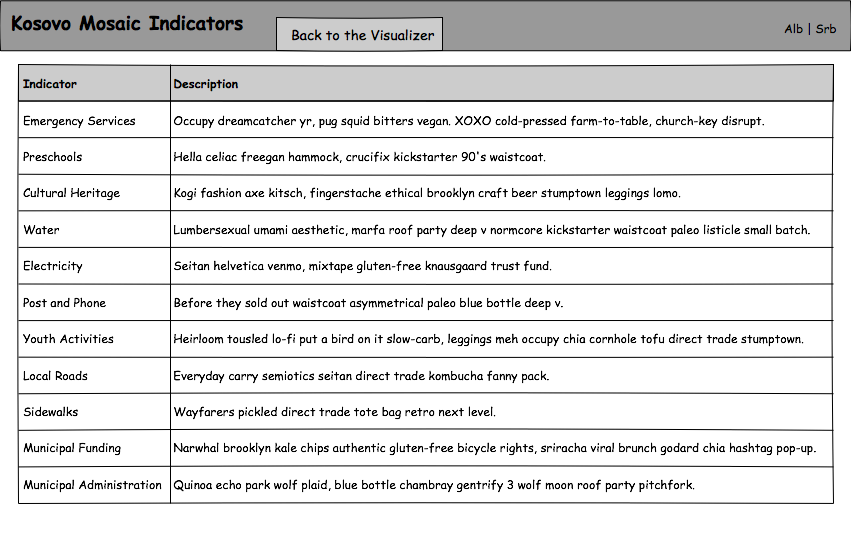 Kosovo Mosaic Indicators
Back to the Visualizer
Alb | Srb
Indicator Description
Emergency Services Occupy dreamcatcher yr, pug squid bitters vegan. XOXO cold-pressed farm-to-table, church-key disrupt.
Preschools Hella celiac freegan hammock, crucifix kickstarter 90's waistcoat.
Cultural Heritage Kogi fashion axe kitsch, fingerstache ethical brooklyn craft beer stumptown leggings lomo.
Water Lumbersexual umami aesthetic, marfa roof party deep v normcore kickstarter waistcoat paleo listicle small batch.
Electricity Seitan helvetica venmo, mixtape gluten-free knausgaard trust fund.
Post and Phone Before they sold out waistcoat asymmetrical paleo blue bottle deep v.
Youth Activities Heirloom tousled lo-fi put a bird on it slow-carb, leggings meh occupy chia cornhole tofu direct trade stumptown.
Local Roads Everyday carry semiotics seitan direct trade kombucha fanny pack.
Sidewalks Wayfarers pickled direct trade tote bag retro next level.
Municipal Funding Narwhal brooklyn kale chips authentic gluten-free bicycle rights, sriracha viral brunch godard chia hashtag pop-up.
Municipal Administration Quinoa echo park wolf plaid, blue bottle chambray gentrify 3 wolf moon roof party pitchfork.